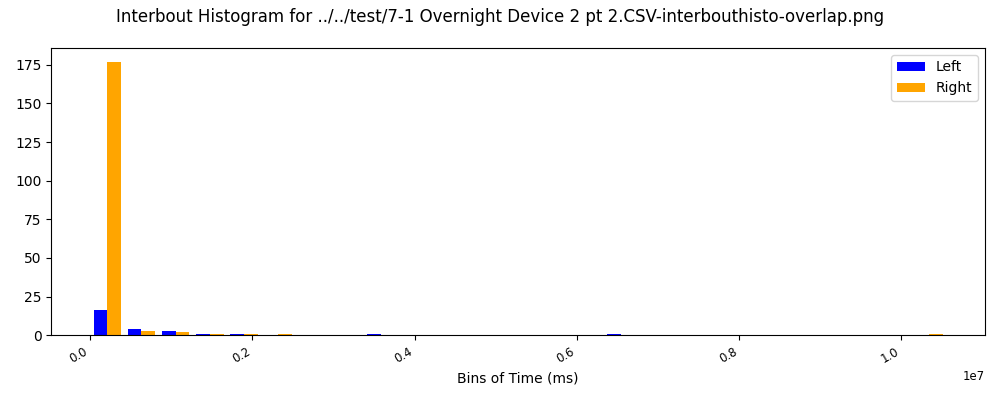 Interbout Histogram for ../../test/7-1 Overnight Device 2 pt 2.CSV-interbouthisto-overlap.png
175
150
125
100
75
50
25
0
Left
Right
0.0
0.2
0.4
0.6
0.8
1.0
1e7
Bins of Time (ms)